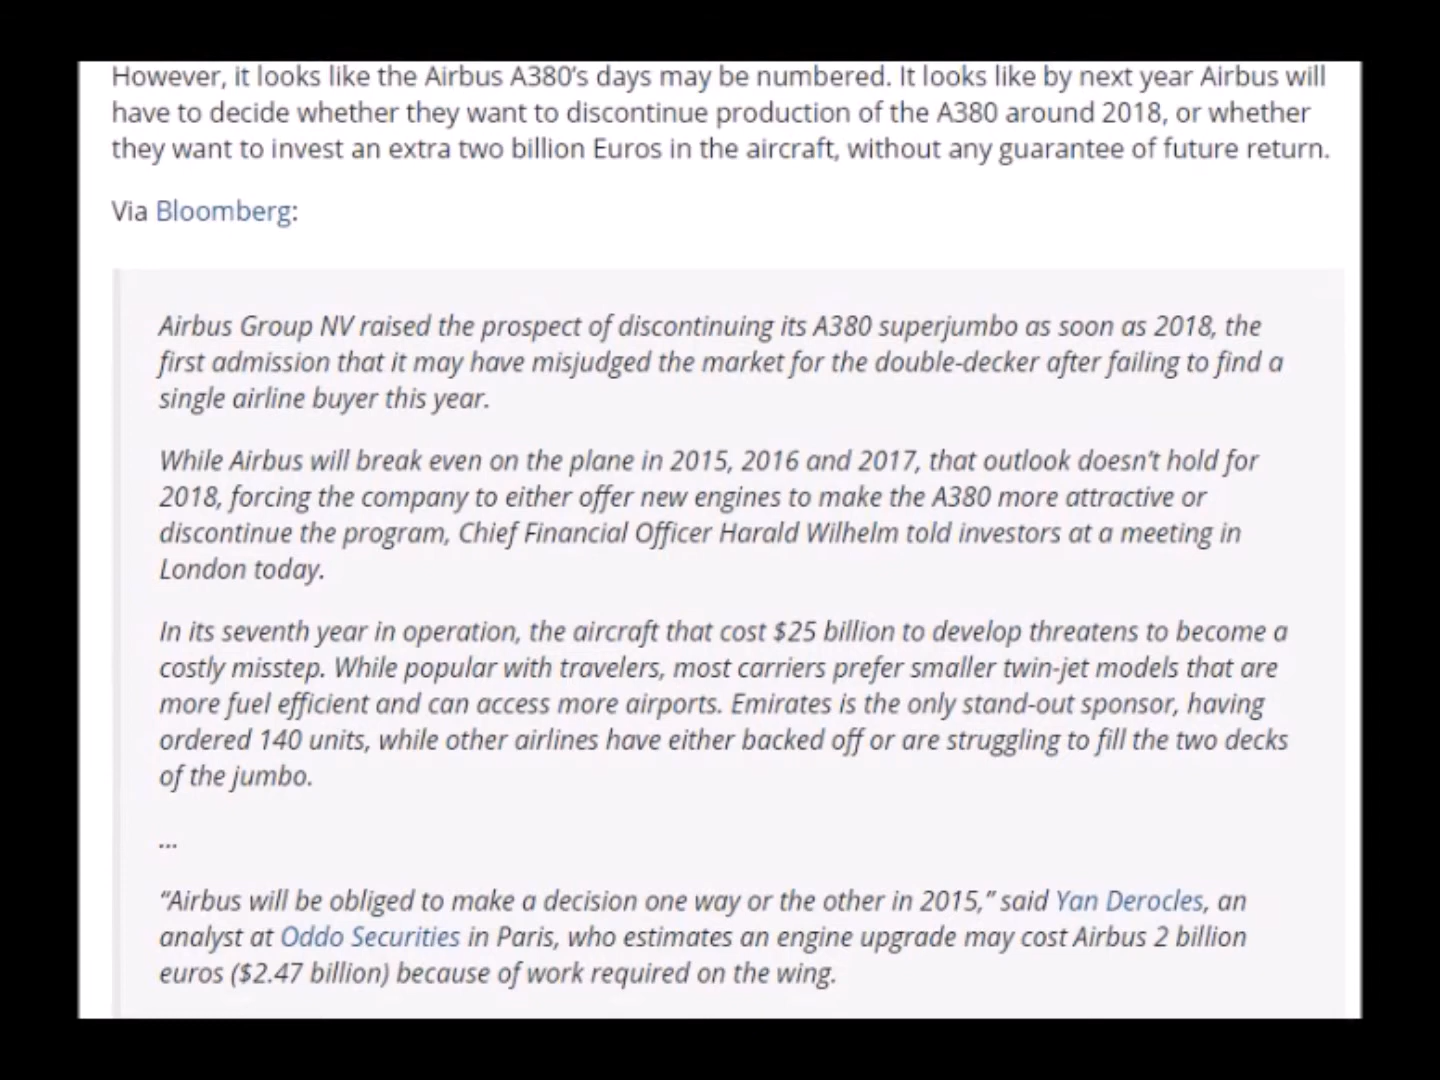 However, it looks like the Airbus A380's days may be numbered. It looks like by next year Airbus will
have to decide whether they want to discontinue production of the A380 around 2018, or whether
they want to invest an extra two billion Euros in the aircraft, without any guarantee of future return.
Via Bloomberg:
Airbus Group NV raised the prospect of discontinuing its A380 superjumbo as soon as 2018, the
first admission that it may have misjudged the market for the double-decker after failing to find a
single airline buyer this year.
While Airbus will break even on the plane in 2015, 2016 and 2017, that outlook doesn't hold for
2018, forcing the company to either offer new engines to make the A380 more attractive or
discontinue the program, Chief Financial Officer Harald Wilhelm told investors at a meeting in
London today.
In its seventh year in operation, the aircraft that cost $25 billion to develop threatens to become a
costly misstep. While popular with travelers, most carriers prefer smaller twin-jet models that are
more fuel efficient and can access more airports. Emirates is the only stand-out sponsor, having
ordered 140 units, while other airlines have either backed off or are struggling to fill the two decks
of the jumbo.
...
“Airbus will be obliged to make a decision one way or the other in 2015,” said Yan Derocles, an
analyst at Oddo Securities in Paris, who estimates an engine upgrade may cost Airbus 2 billion
euros ($2.47 billion) because of work required on the wing.